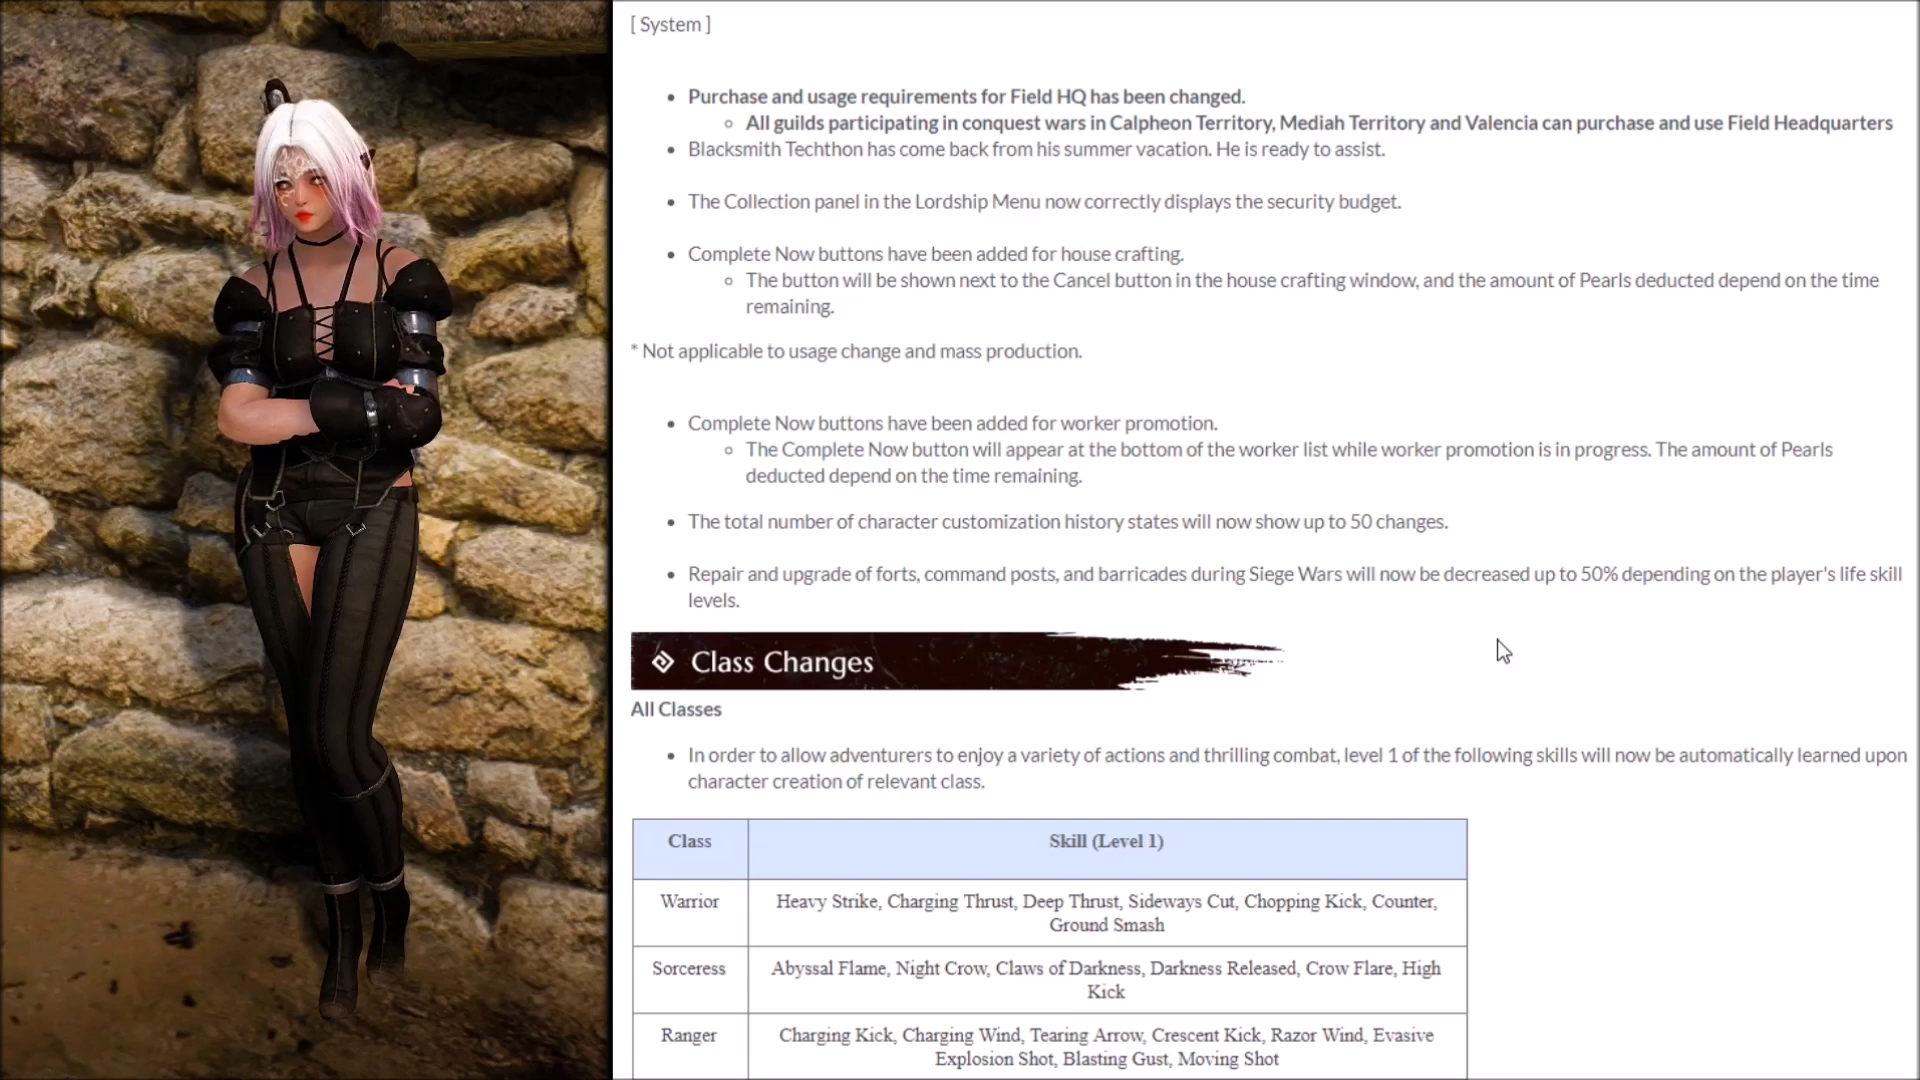 [ System ]
Purchase and usage requirements for Field HQ has been changed.
All guilds participating in conquest wars in Calpheon Territory, Mediah Territory and Valencia can purchase and use Field Headquarters
Blacksmith Techthon has come back from his summer vacation. He is ready to assist.
The Collection panel in the Lordship Menu now correctly displays the security budget.
Complete Now buttons have been added for house crafting.
The button will be shown next to the Cancel button in the house crafting window, and the amount of Pearls deducted depend on the time
remaining.
* Not applicable to usage change and mass production.
Complete Now buttons have been added for worker promotion.
The Complete Now button will appear at the bottom of the worker list while worker promotion is in progress. The amount of Pearls
deducted depend on the time remaining.
The total number of character customization history states will now show up to 50 changes.
Repair and upgrade of forts, command posts, and barricades during Siege Wars will now be decreased up to 50% depending on the player's life skill
levels.
Class Changes
All Classes
In order to allow adventurers to enjoy a variety of actions and thrilling combat, level 1 of the following skills will now be automatically learned upon
character creation of relevant class.
Class Skill (Level 1)
Warrior Heavy Strike, Charging Thrust, Deep Thrust, Sideways Cut, Chopping Kick, Counter,
Ground Smash
Sorceress Abyssal Flame, Night Crow, Claws of Darkness, Darkness Released, Crow Flare, High
Kick
Ranger Charging Kick, Charging Wind, Tearing Arrow, Crescent Kick, Razor Wind, Evasive
Explosion Shot, Blasting Gust, Moving Shot